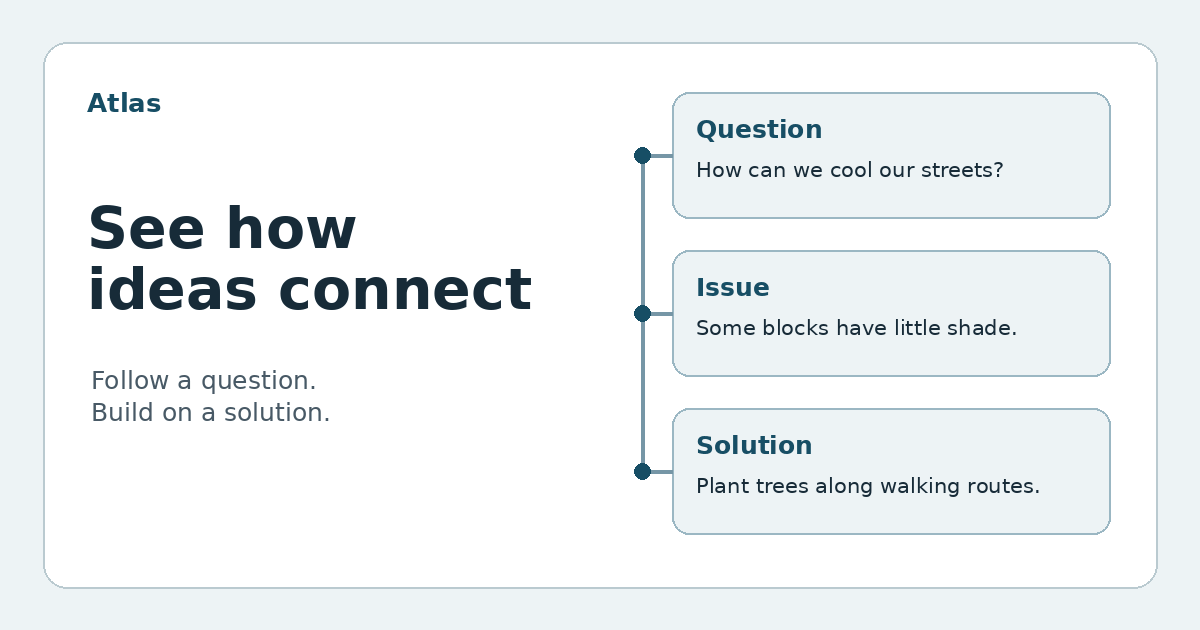 Atlas
See how
ideas connect
Follow a question.
Build on a solution.
Question
How can we cool our streets?
Issue
Some blocks have little shade.
Solution
Plant trees along walking routes.